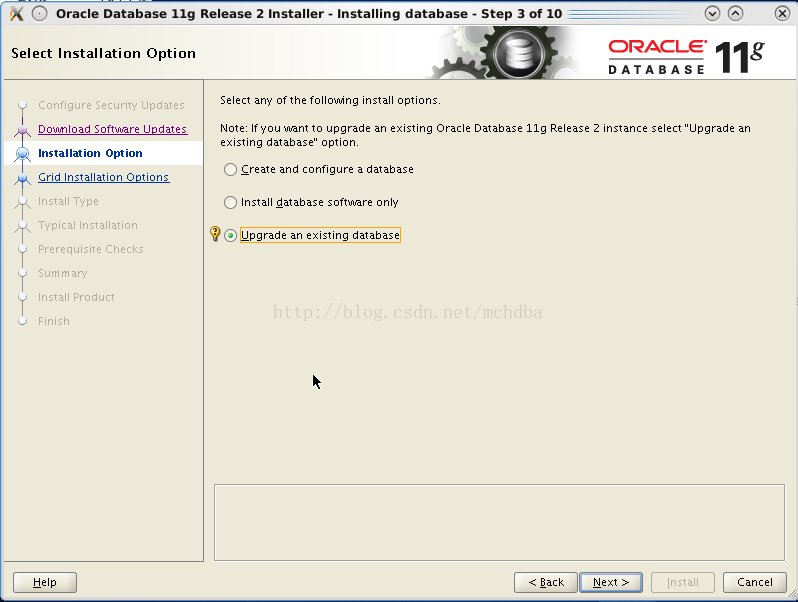 Oracle Database 11g Release 2 Installer - Installing database - Step 3 of 10
Select Installation Option
ORACLE
DATABASE
11g
Configure Security Updates
Download Software Updates
Installation Option
Grid Installation Options
Install Type
Typical Installation
Prerequisite Checks
Summary
Install Product
Finish
Select any of the following install options.
Note: If you want to upgrade an existing Oracle Database 11g Release 2 instance select "Upgrade an
existing database" option.
Create and configure a database
Install database software only
Upgrade an existing database
http://blog.csdn.net/mchdba
Help
< Back
Next >
Install
Cancel